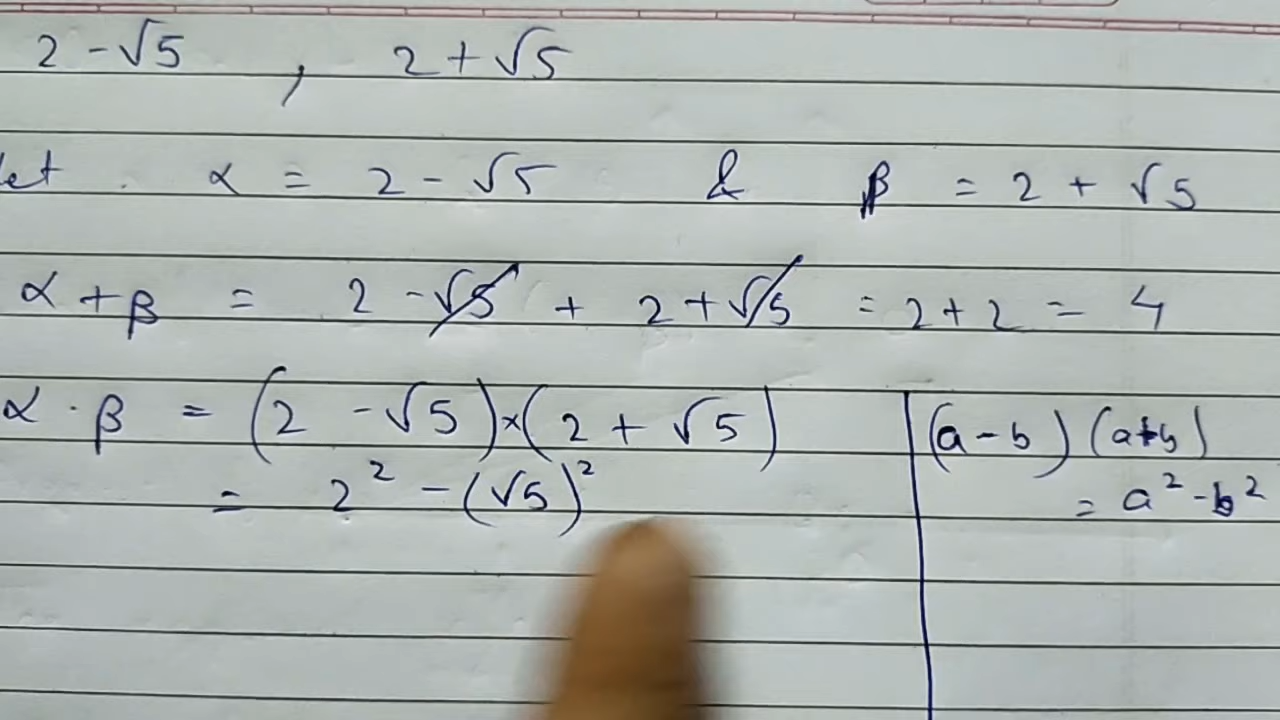 2 - √5 , 2 + √5
let . α = 2 - √5 & β = 2 + √5
α + β = 2 - √5 + 2 + √5 = 2 + 2 = 4
α · β = (2 - √5) × (2 + √5)
= 2² - (√5)²
(a - b) (a+b)
= a² - b²